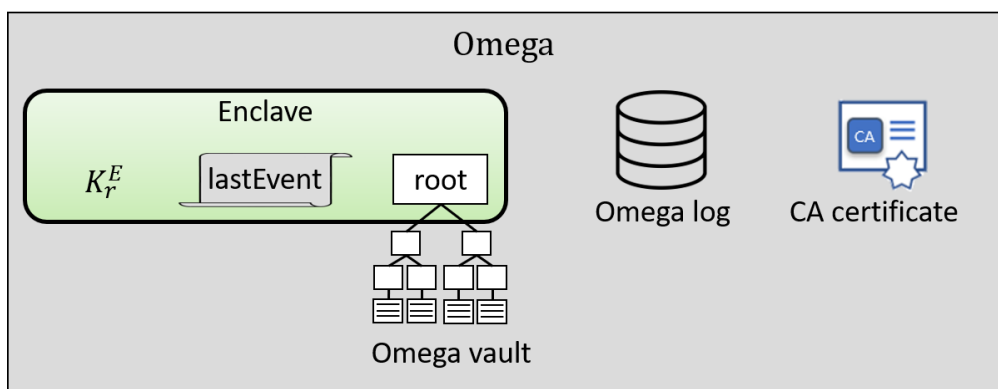 Omega
Enclave
K_r^E
lastEvent
root
CA
Omega log
CA certificate
Omega vault